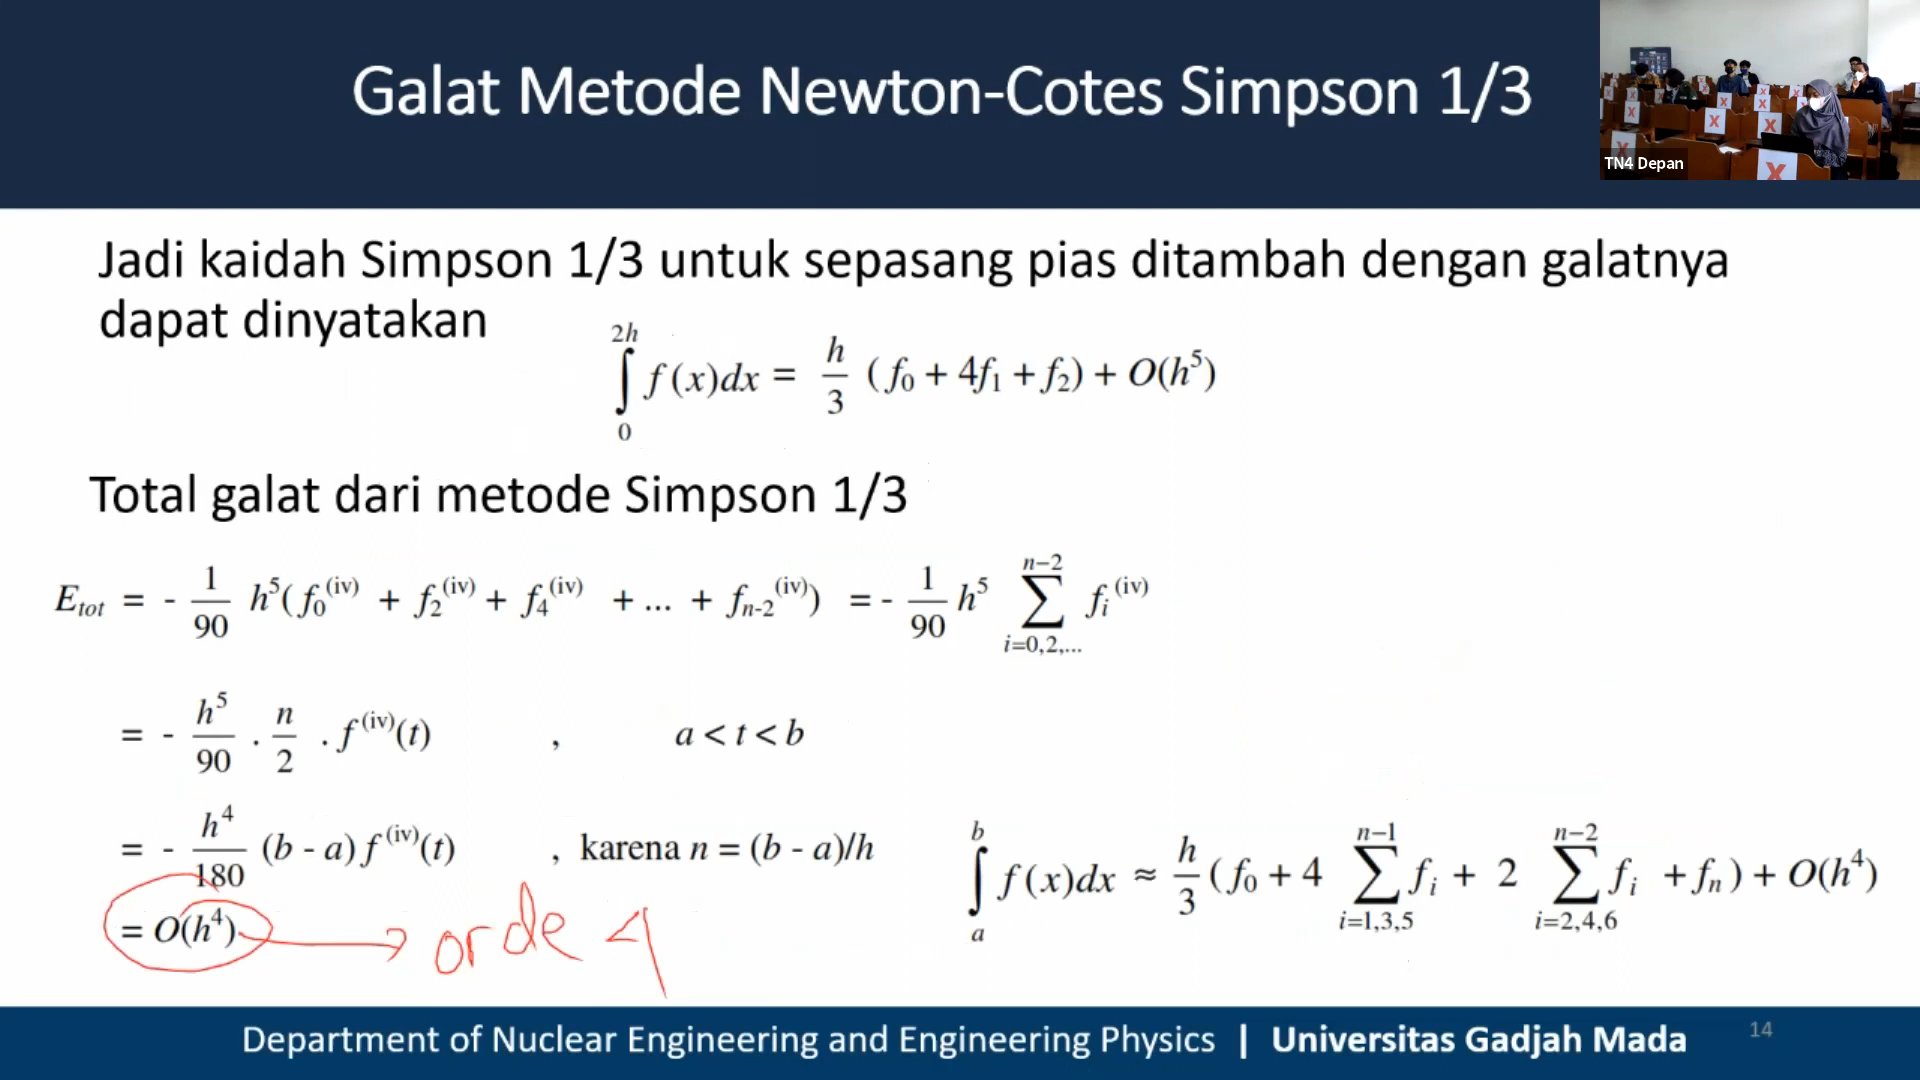 Galat Metode Newton-Cotes Simpson 1/3
TN4 Depan
X X X X X X X
Jadi kaidah Simpson 1/3 untuk sepasang pias ditambah dengan galatnya
dapat dinyatakan
∫₀²ʰ f(x)dx = h/3 (f₀ + 4f₁ + f₂) + O(h⁵)
Total galat dari metode Simpson 1/3
E_tot = - 1/90 h⁵(f₀⁽ⁱᵛ⁾ + f₂⁽ⁱᵛ⁾ + f₄⁽ⁱᵛ⁾ + ... + f_{n-2}⁽ⁱᵛ⁾) = - 1/90 h⁵ ∑_{i=0,2,...}^{n−2} f_i⁽ⁱᵛ⁾
= - h⁵/90 . n/2 . f⁽ⁱᵛ⁾(t) , a < t < b
= - h⁴/180 (b - a) f⁽ⁱᵛ⁾(t) , karena n = (b - a)/h
= O(h⁴) → orde 4
∫ₐᵇ f(x)dx ≈ h/3 (f₀ + 4 ∑_{i=1,3,5}^{n−1} f_i + 2 ∑_{i=2,4,6}^{n−2} f_i + f_n) + O(h⁴)
Department of Nuclear Engineering and Engineering Physics | Universitas Gadjah Mada
14